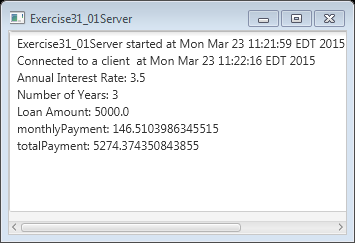 Exercise31_01Server
Exercise31_01Server started at Mon Mar 23 11:21:59 EDT 2015
Connected to a client  at Mon Mar 23 11:22:16 EDT 2015
Annual Interest Rate: 3.5
Number of Years: 3
Loan Amount: 5000.0
monthlyPayment: 146.5103986345515
totalPayment: 5274.374350843855